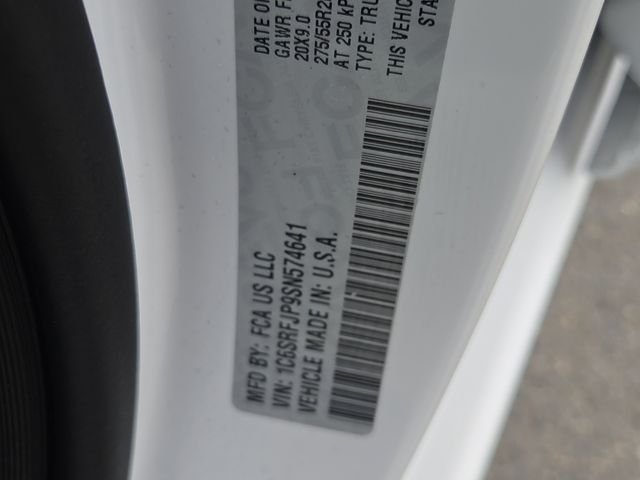 MFD BY: FCA US LLC
VIN: 1C6SRFJP9SN574641
VEHICLE MADE IN: U.S.A.
DATE OF
GAWR F
20X9.0
275/55R2
AT 250 kP
TYPE: TRU
THIS VEHIC
STA